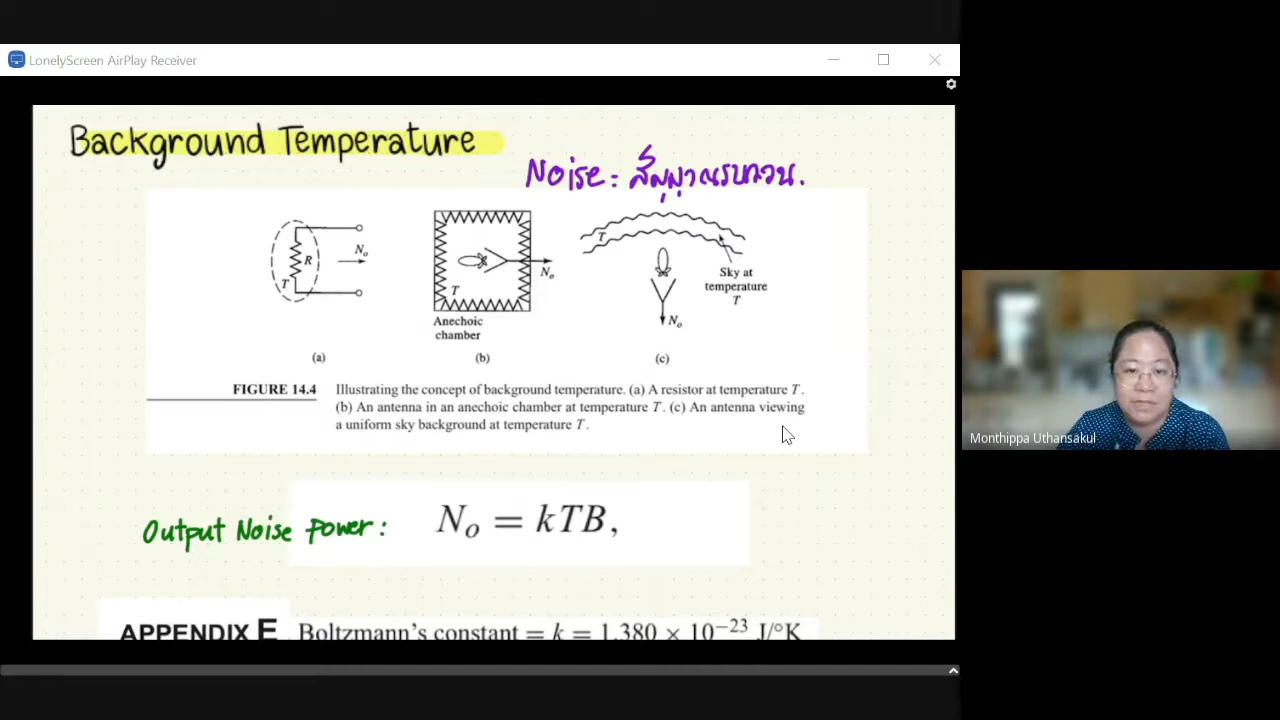 LonelyScreen AirPlay Receiver
Background Temperature
Noise = สัญญาณรบกวน.
R
T
No
(a)
T
No
Anechoic
chamber
(b)
T
Sky at
temperature
T
No
(c)
FIGURE 14.4 Illustrating the concept of background temperature. (a) A resistor at temperature T.
(b) An antenna in an anechoic chamber at temperature T. (c) An antenna viewing
a uniform sky background at temperature T.
Output Noise power: No = kTB,
APPENDIX E Boltzmann's constant = k = 1.380 × 10⁻²³ J/°K
Monthippa Uthansakul